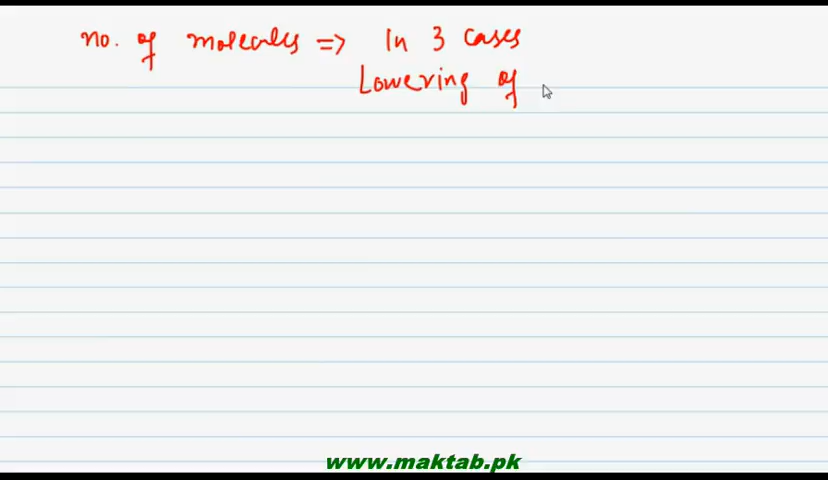 no. of molecules => In 3 cases
Lowering of
www.maktab.pk